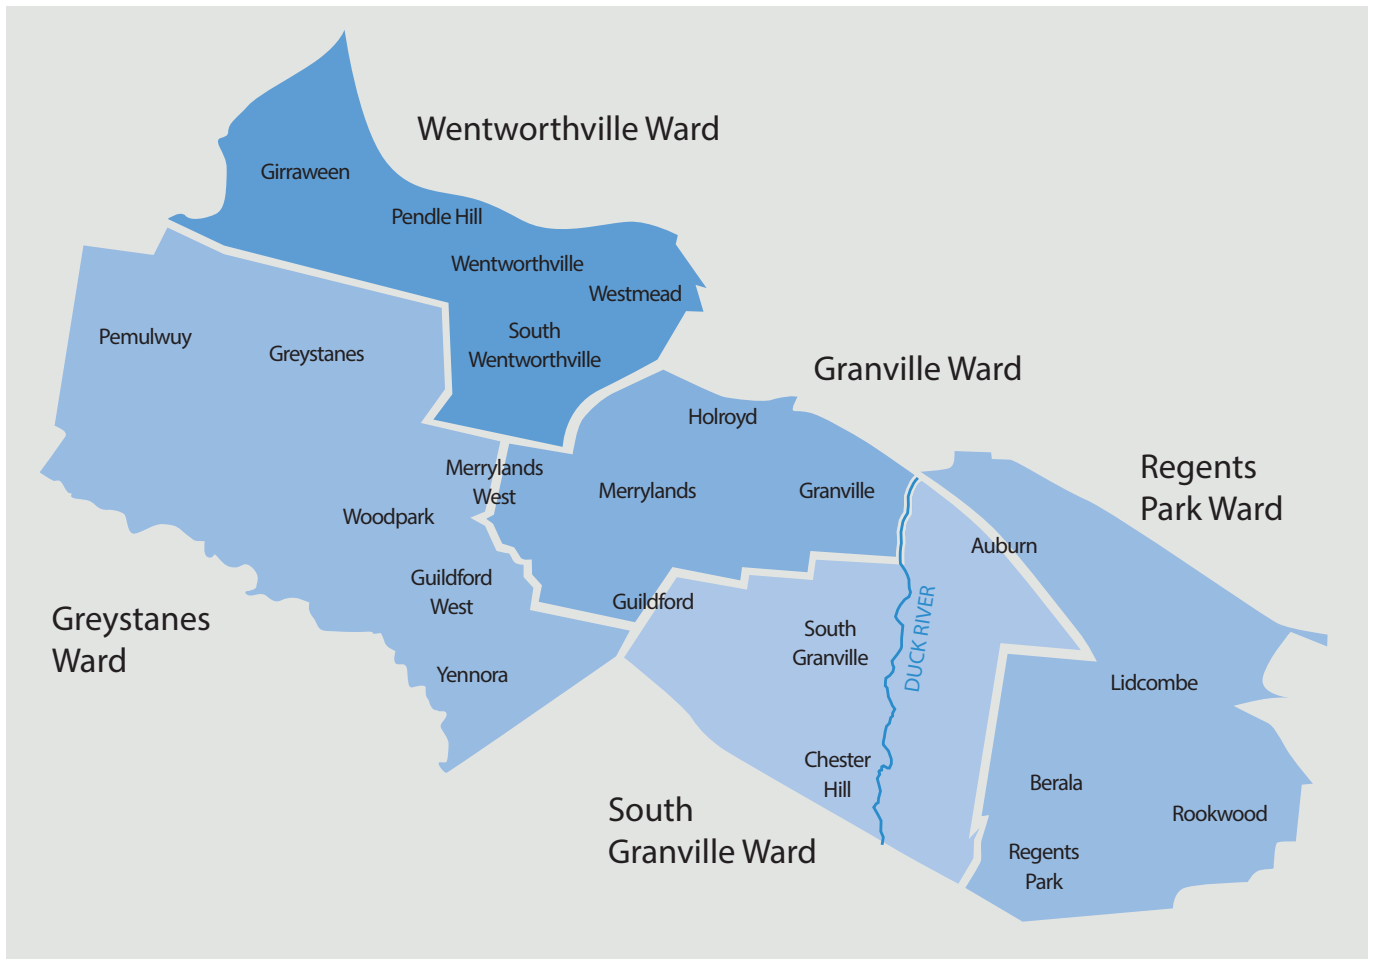 Wentworthville Ward
Girraween
Pendle Hill
Wentworthville
Westmead
South
Wentworthville
Pemulwuy
Greystanes
Granville Ward
Holroyd
Merrylands
West
Merrylands
Granville
Woodpark
Regents
Park Ward
Auburn
Guildford
West
Guildford
Greystanes
Ward
South
Granville
DUCK RIVER
Yennora
Lidcombe
Chester
Hill
Berala
Rookwood
South
Granville Ward
Regents
Park